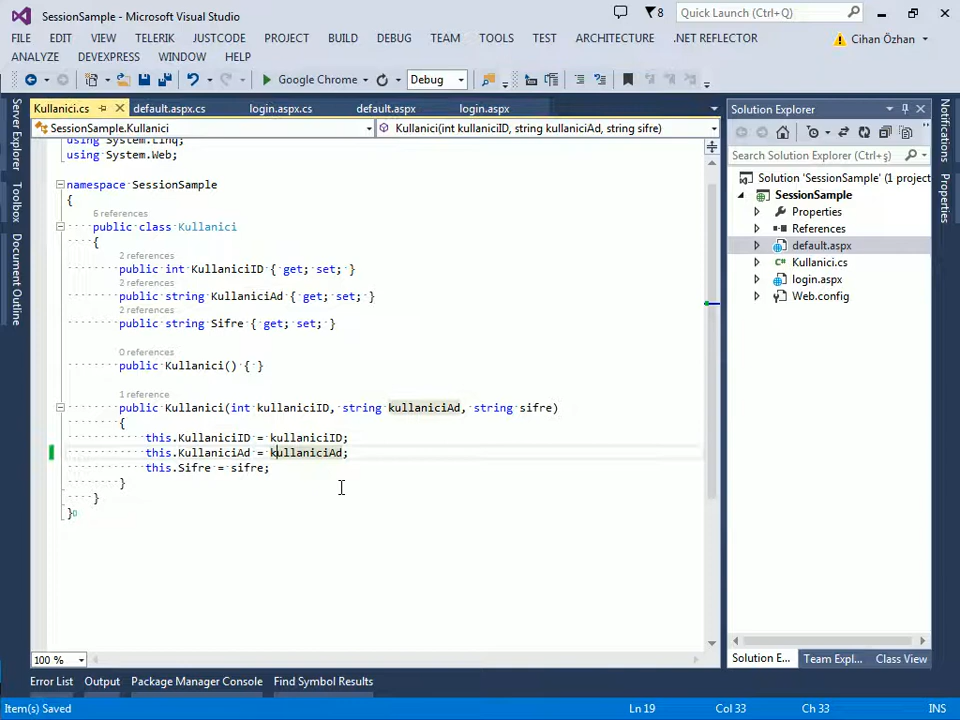 SessionSample - Microsoft Visual Studio
8
Quick Launch (Ctrl+Q)
FILE EDIT VIEW TELERIK JUSTCODE PROJECT BUILD DEBUG TEAM TOOLS TEST ARCHITECTURE .NET REFLECTOR
Cihan Özhan
ANALYZE DEVEXPRESS WINDOW HELP
Google Chrome
Debug
Kullanici.cs
default.aspx.cs
login.aspx.cs
default.aspx
login.aspx
SessionSample.Kullanici
Kullanici(int kullaniciID, string kullaniciAd, string sifre)
using System.Linq;
using System.Web;
namespace SessionSample
{
6 references
public class Kullanici
{
2 references
public int KullaniciID { get; set; }
2 references
public string KullaniciAd { get; set; }
2 references
public string Sifre { get; set; }
0 references
public Kullanici() { }
1 reference
public Kullanici(int kullaniciID, string kullaniciAd, string sifre)
{
this.KullaniciID = kullaniciID;
this.KullaniciAd = kullaniciAd;
this.Sifre = sifre;
}
}
}
100 %
Server Explorer
Toolbox
Document Outline
Solution Explorer
Search Solution Explorer (Ctrl+ş)
Solution 'SessionSample' (1 project
SessionSample
Properties
References
default.aspx
Kullanici.cs
login.aspx
Web.config
Solution E...
Team Expl...
Class View
Notifications
Properties
Error List
Output
Package Manager Console
Find Symbol Results
Item(s) Saved
Ln 19
Col 33
Ch 33
INS